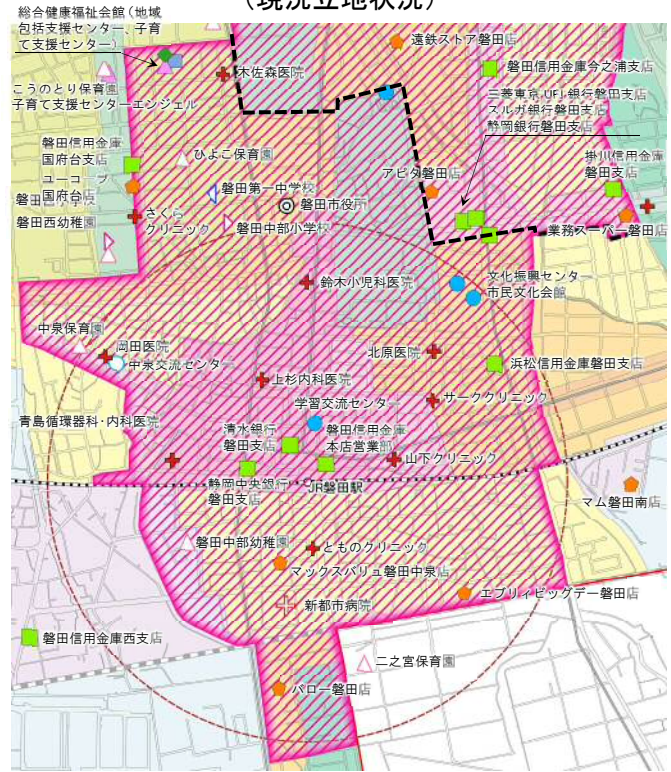 (現況立地状況)
総合健康福祉会館(地域
包括支援センター、子育
て支援センター)
遠鉄ストア磐田店
木佐森医院
磐田信用金庫今之浦支店
こうのとり保育園
子育て支援センターエンジェル
三菱東京UFJ銀行磐田支店
スルガ銀行磐田支店
静岡銀行磐田支店
磐田信用金庫
国府台支店
ひよこ保育園
掛川信用金庫
磐田支店
ユーコープ
国府台店
アピタ磐田店
磐田第一中学校
磐田市役所
磐田西幼稚園
さくら
クリニック
磐田中部小学校
業務スーパー磐田店
鈴木小児科医院
文化振興センター
市民文化会館
中泉保育園
岡田医院
中泉交流センター
北原医院
浜松信用金庫磐田支店
上杉内科医院
サーククリニック
青島循環器科・内科医院
学習交流センター
清水銀行
磐田支店
磐田信用金庫
本店営業部
山下クリニック
静岡中央銀行
磐田支店
JR磐田駅
マム磐田南店
磐田中部幼稚園
とものクリニック
マックスバリュ磐田中泉店
エブリィビッグデー磐田店
新都市病院
磐田信用金庫西支店
二之宮保育園
バロー磐田店